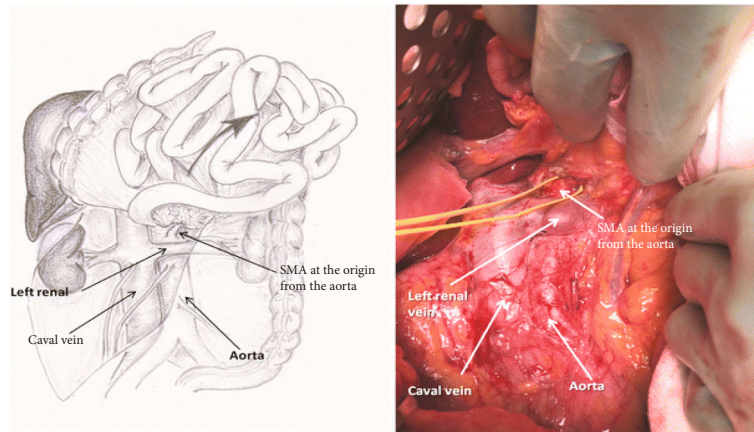 SMA at the origin
from the aorta
Left renal
Caval vein
Aorta
SMA at the origin
from the aorta
Left renal
vein
Caval vein
Aorta